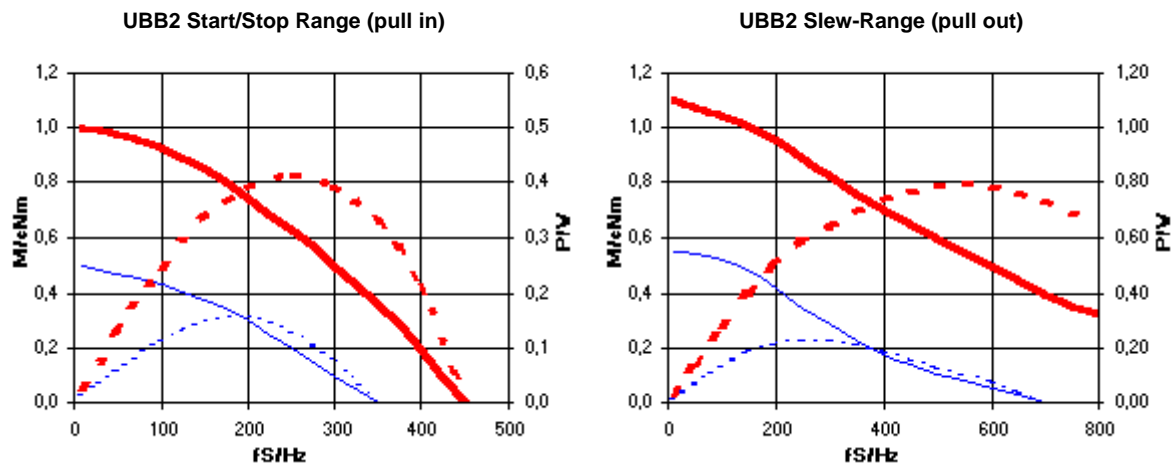 UBB2 Start/Stop Range (pull in)
1,2
1,0
0,8
0,6
0,4
0,2
0,0
M/cNm
0,6
0,5
0,4
0,3
0,2
0,1
0,0
P/W
0 100 200 300 400 500
fS/Hz
UBB2 Slew-Range (pull out)
1,2
1,0
0,8
0,6
0,4
0,2
0,0
M/cNm
1,20
1,00
0,80
0,60
0,40
0,20
0,00
P/W
0 200 400 600 800
fS/Hz